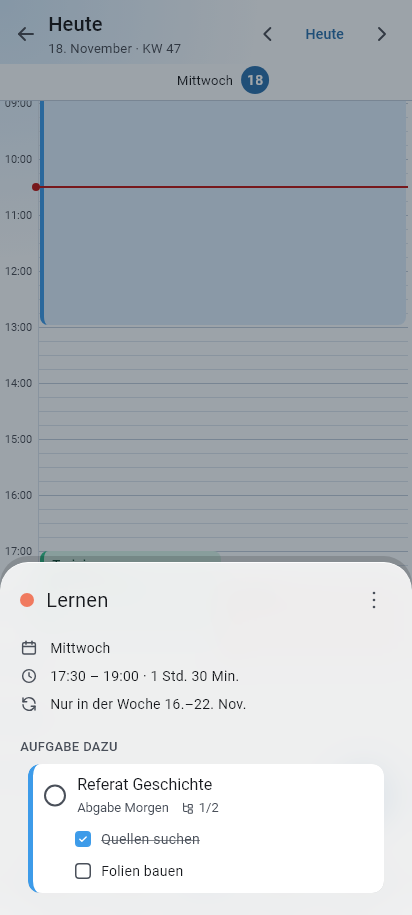 Heute
18. November · KW 47
Heute
Mittwoch 18
09:00
10:00
11:00
12:00
13:00
14:00
15:00
16:00
17:00
Lernen
Mittwoch
17:30 – 19:00 · 1 Std. 30 Min.
Nur in der Woche 16.–22. Nov.
AUFGABE DAZU
Referat Geschichte
Abgabe Morgen 1/2
Quellen suchen
Folien bauen